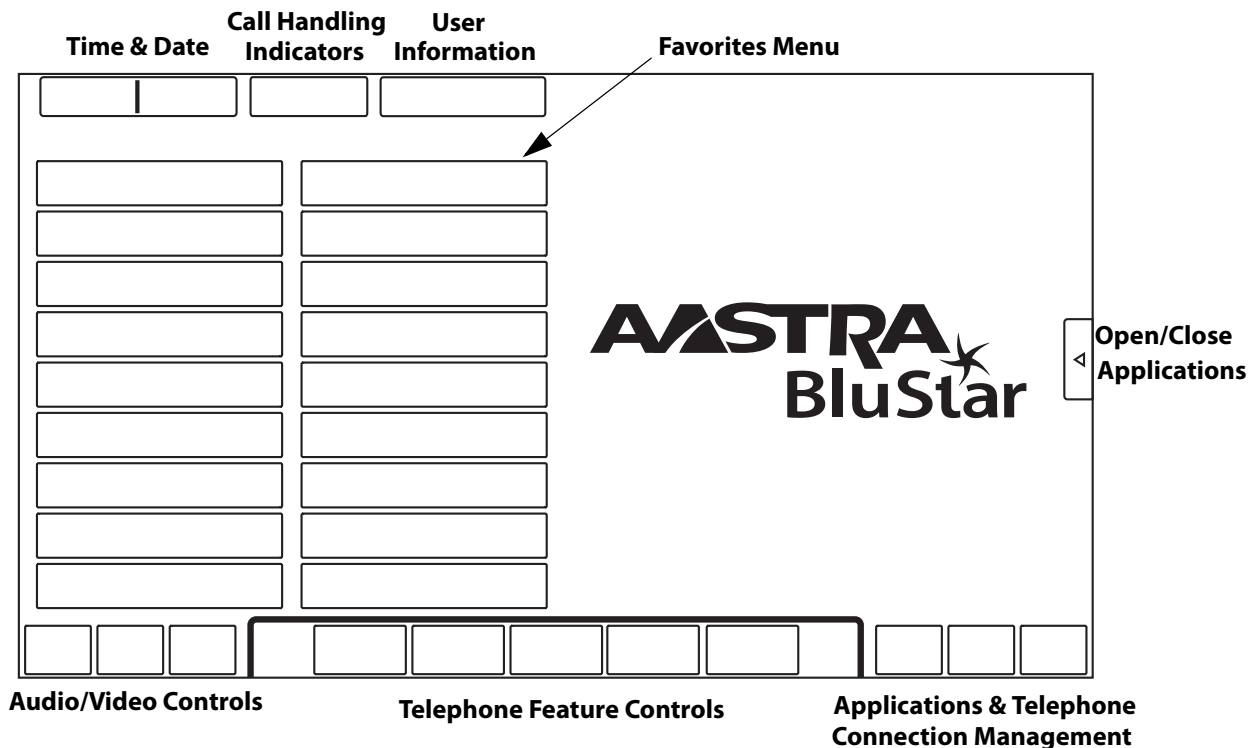 Time & Date
Call Handling
Indicators
User
Information
Favorites Menu
AASTRA
BluStar
Open/Close
Applications
Audio/Video Controls
Telephone Feature Controls
Applications & Telephone
Connection Management